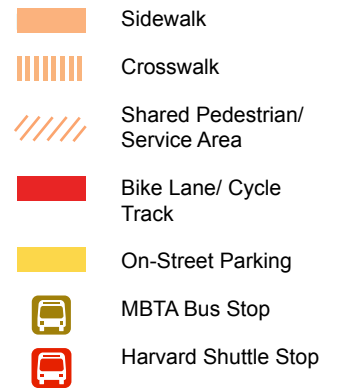 Sidewalk
Crosswalk
Shared Pedestrian/
Service Area
Bike Lane/ Cycle
Track
On-Street Parking
MBTA Bus Stop
Harvard Shuttle Stop